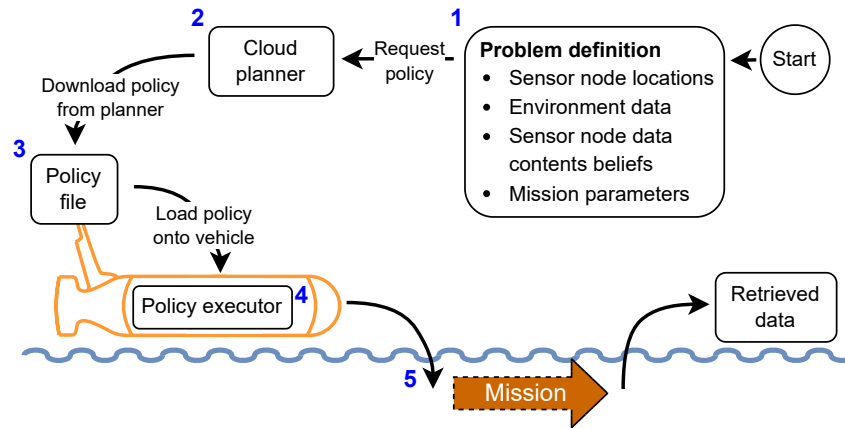 Start
1
Problem definition
• Sensor node locations
• Environment data
• Sensor node data
contents beliefs
• Mission parameters
Request
policy
2
Cloud
planner
Download policy
from planner
3
Policy
file
Load policy
onto vehicle
Policy executor
4
5
Mission
Retrieved
data